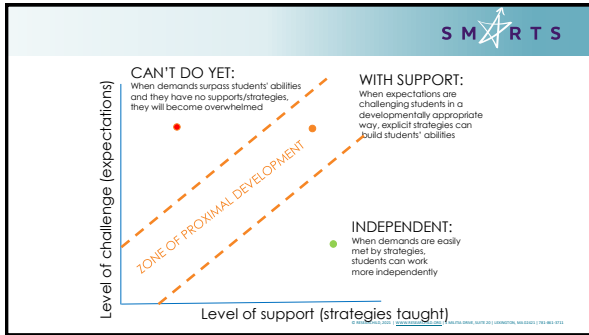 SMARTS
CAN'T DO YET:
When demands surpass students' abilities
and they have no supports/strategies,
they will become overwhelmed
WITH SUPPORT:
When expectations are
challenging students in a
developmentally appropriate
way, explicit strategies can
build students' abilities
ZONE OF PROXIMAL DEVELOPMENT
INDEPENDENT:
When demands are easily
met by strategies,
students can work
more independently
Level of challenge (expectations)
Level of support (strategies taught)